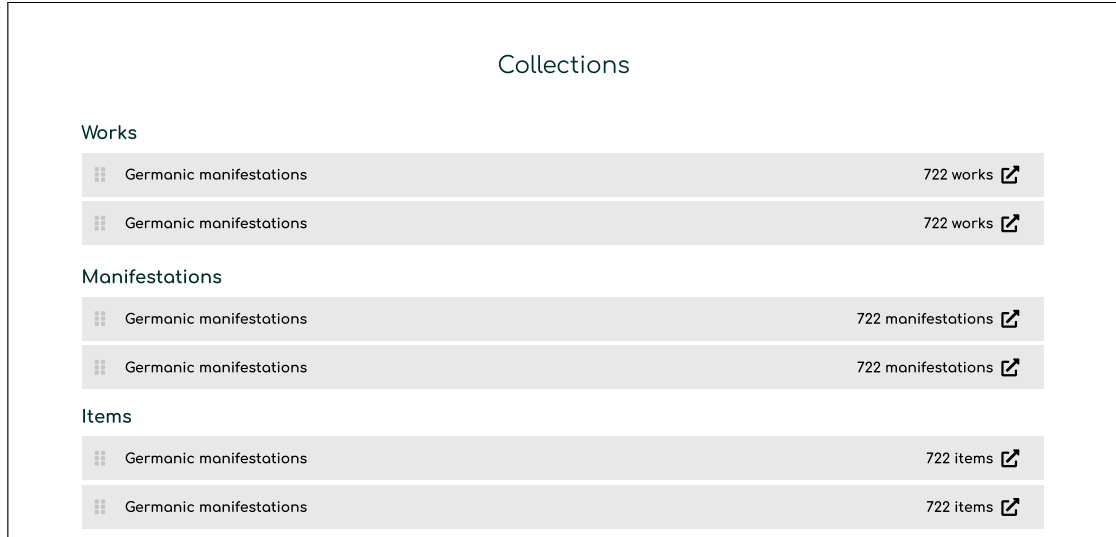 Collections
Works
Germanic manifestations 722 works
Germanic manifestations 722 works
Manifestations
Germanic manifestations 722 manifestations
Germanic manifestations 722 manifestations
Items
Germanic manifestations 722 items
Germanic manifestations 722 items